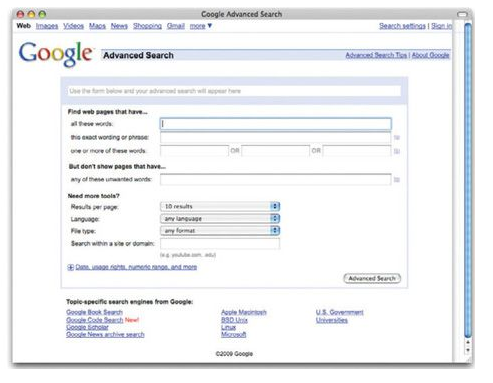 Google Advanced Search
Web Images Videos Maps News Shopping Gmail more ▼ Search settings | Sign in
Google Advanced Search Advanced Search Tips | About Google
Use the form below and your advanced search will appear here
Find web pages that have...
all these words:
this exact wording or phrase:
one or more of these words: OR OR
But don't show pages that have...
any of these unwanted words:
Need more tools?
Results per page: 10 results
Language: any language
File type: any format
Search within a site or domain:
(e.g. youtube.com, .edu)
Date, usage rights, numeric range, and more
Advanced Search
Topic-specific search engines from Google:
Google Book Search Apple Macintosh U.S. Government
Google Code Search New! BSD Unix Universities
Google Scholar Linux
Google News archive search Microsoft
©2009 Google